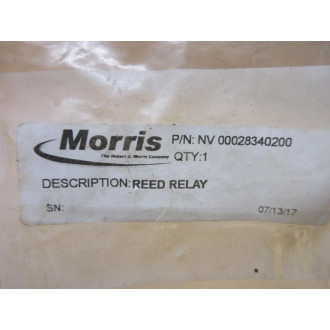 Morris
The Robert E. Morris Company
P/N: NV 00028340200
QTY:1
DESCRIPTION: REED RELAY
SN:
07/13/17